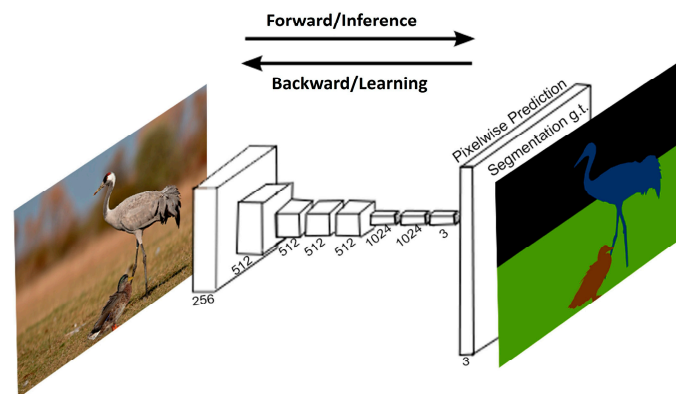 Forward/Inference
Backward/Learning
Pixelwise Prediction
Segmentation g.t.
256
512
512
512
512
1024
1024
3
3